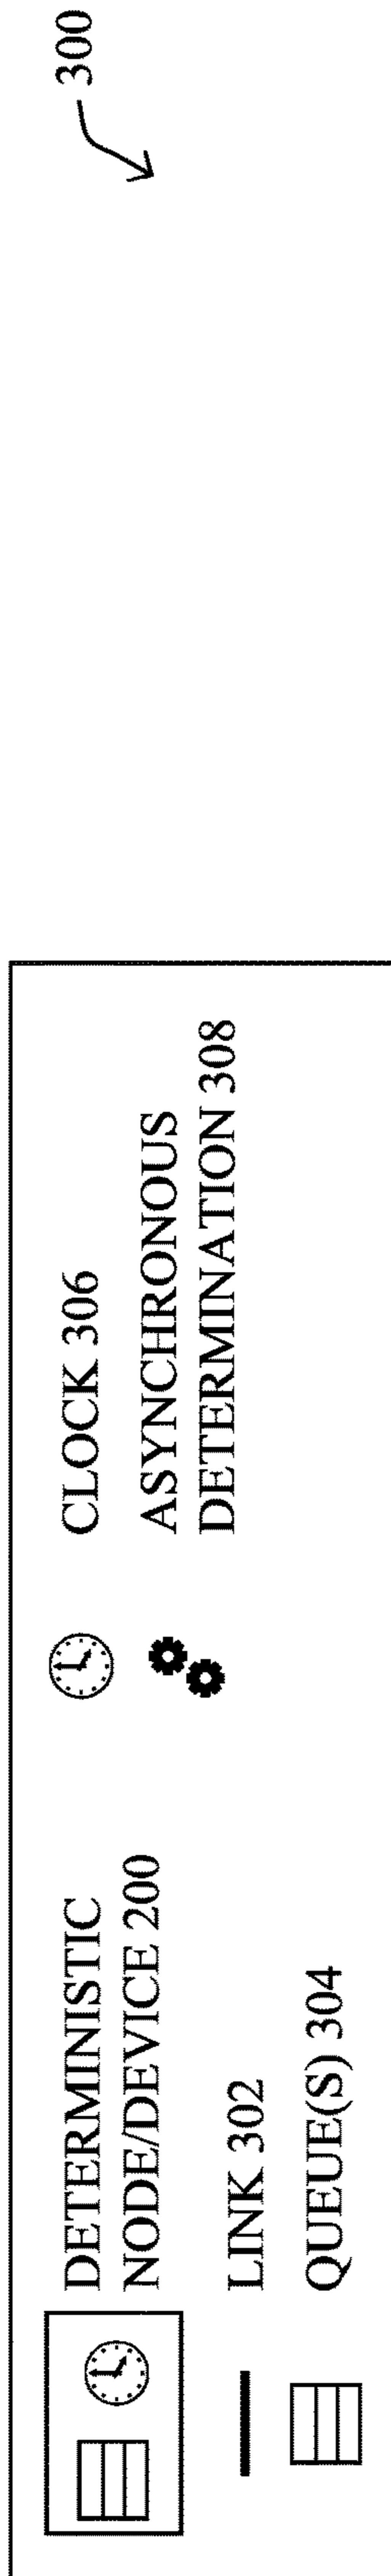 300
DETERMINISTIC
NODE/DEVICE 200
LINK 302
QUEUE(S) 304
CLOCK 306
ASYNCHRONOUS
DETERMINATION 308